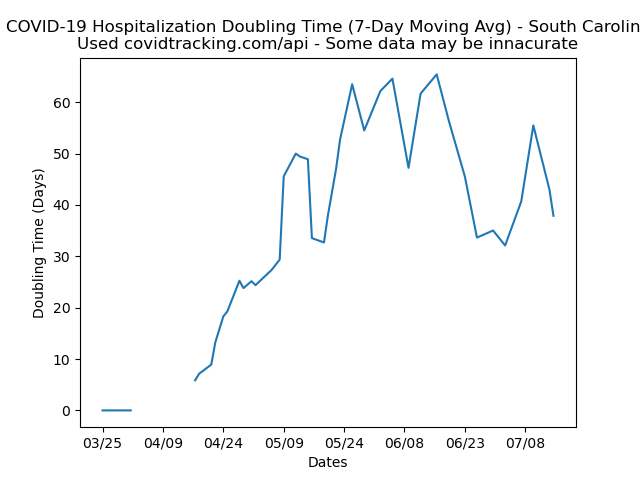 COVID-19 Hospitalization Doubling Time (7-Day Moving Avg) - South Carolin
Used covidtracking.com/api - Some data may be innacurate
60
50
40
30
20
10
0
Doubling Time (Days)
03/25 04/09 04/24 05/09 05/24 06/08 06/23 07/08
Dates